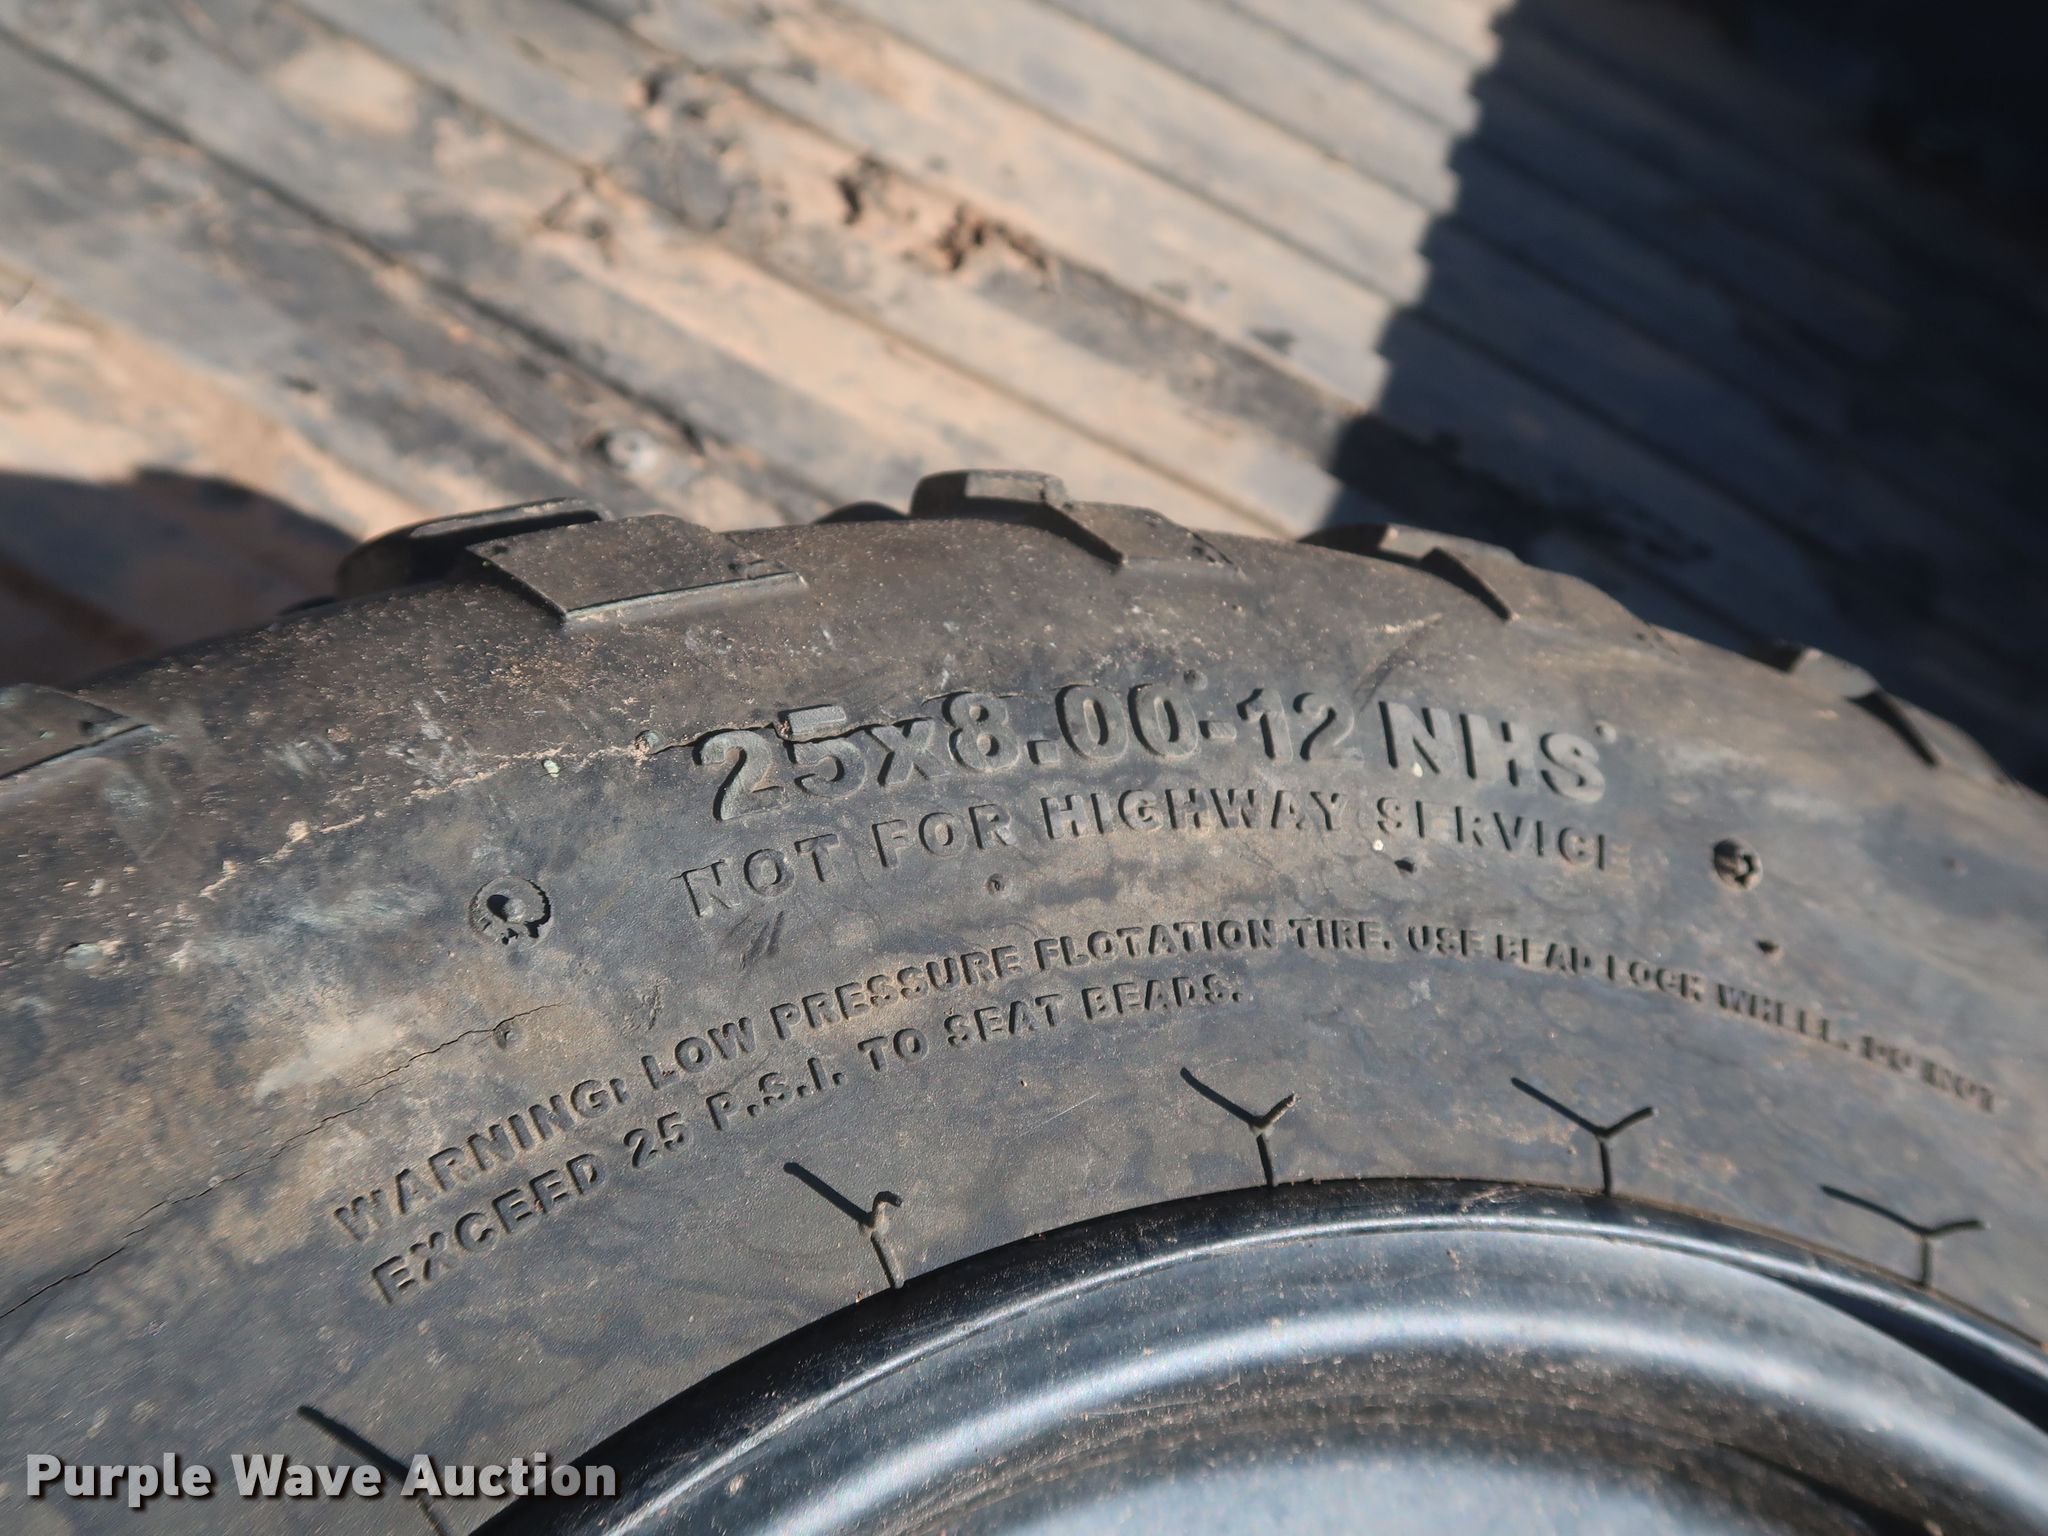 25x8.00-12 NHS
NOT FOR HIGHWAY SERVICE
WARNING: LOW PRESSURE FLOTATION TIRE. USE BEAD LOCK WHEEL. DO NOT
EXCEED 25 P.S.I. TO SEAT BEADS.
Purple Wave Auction